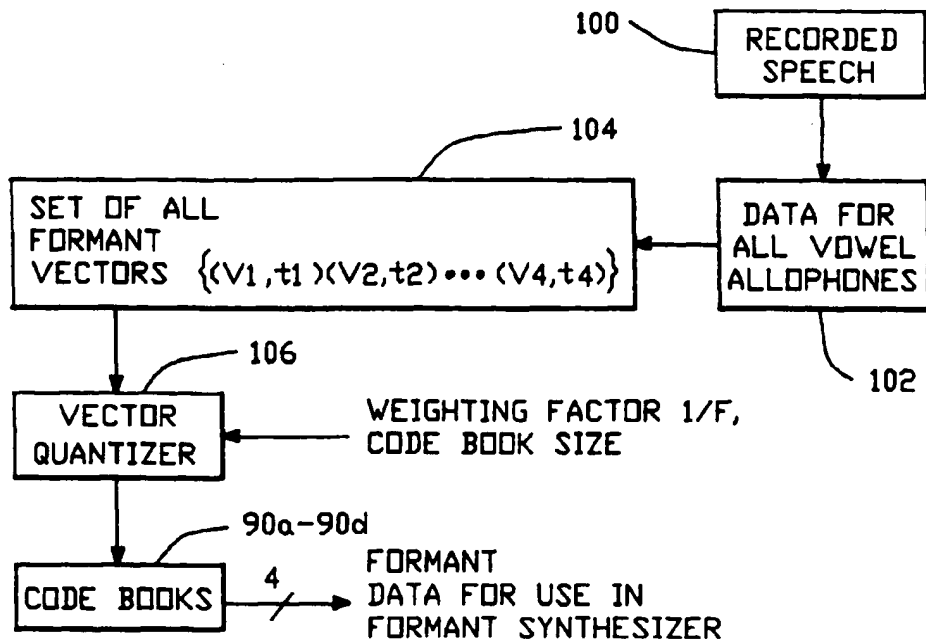 100
RECORDED
SPEECH
104
SET OF ALL
FORMANT
VECTORS {(V1,t1)(V2,t2)••• (V4,t4)}
DATA FOR
ALL VOWEL
ALLOPHONES
102
106
VECTOR
QUANTIZER
WEIGHTING FACTOR 1/F,
CODE BOOK SIZE
90a-90d
CODE BOOKS
4
FORMANT
DATA FOR USE IN
FORMANT SYNTHESIZER